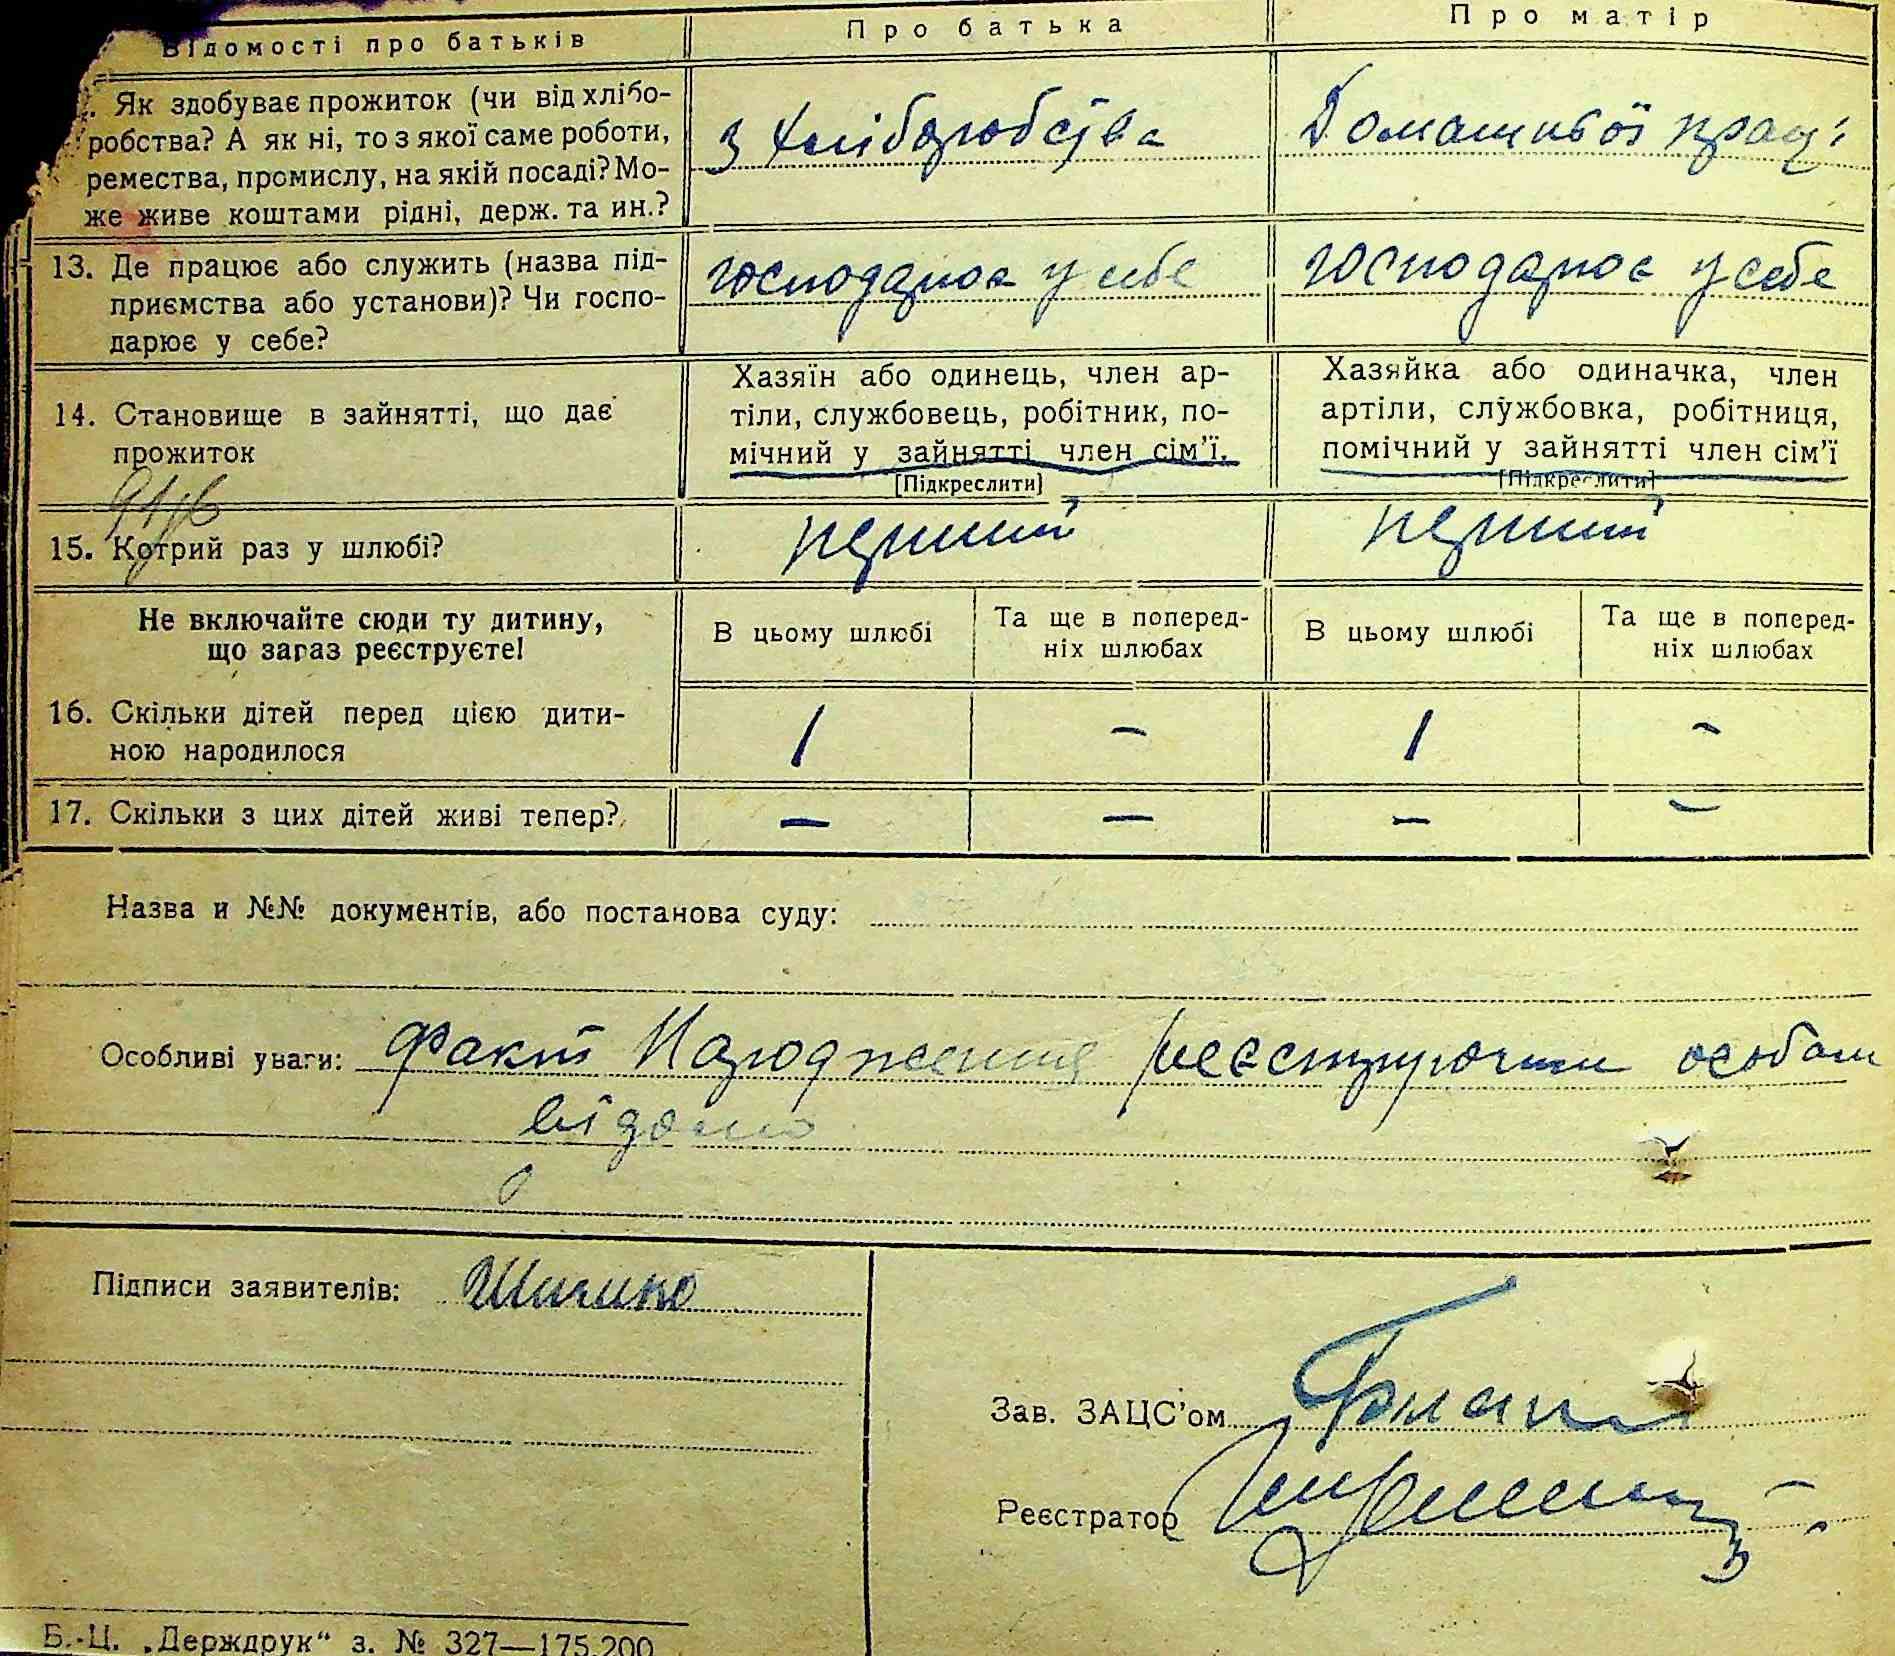 Відомості про батьків
Про батька
Про матір
Як здобуває прожиток (чи від хлібо-
робства? А як ні, то з якої саме роботи,
ремества, промислу, на якій посаді? Мо-
же живе коштами рідні, держ. та ин.?
з хліборобства
Домашньої праці
13. Де працює або служить (назва під-
приємства або установи)? Чи госпо-
дарює у себе?
господарює у себе
господарює у себе
14. Становище в зайнятті, що дає
прожиток
Хазяїн або одинець, член ар-
тіли, службовець, робітник, по-
мічний у зайнятті член сім'ї.
[Підкреслити]
Хазяйка або одиначка, член
артіли, службовка, робітниця,
помічний у зайнятті член сім'ї
[Підкреслити]
15. Котрий раз у шлюбі?
перший
перший
Не включайте сюди ту дитину,
що зараз реєструєте!
В цьому шлюбі
Та ще в поперед-
ніх шлюбах
В цьому шлюбі
Та ще в поперед-
ніх шлюбах
16. Скільки дітей перед цією дити-
ною народилося
1 — 1 —
17. Скільки з цих дітей живі тепер?
— — — —
Назва и №№ документів, або постанова суду:
Особливі уваги: факт Народження реєструючим особам
відомо
Підписи заявителів:
Зав. ЗАЦС'ом
Реєстратор
Б.-Ц. „Держдрук“ з. № 327—175.200